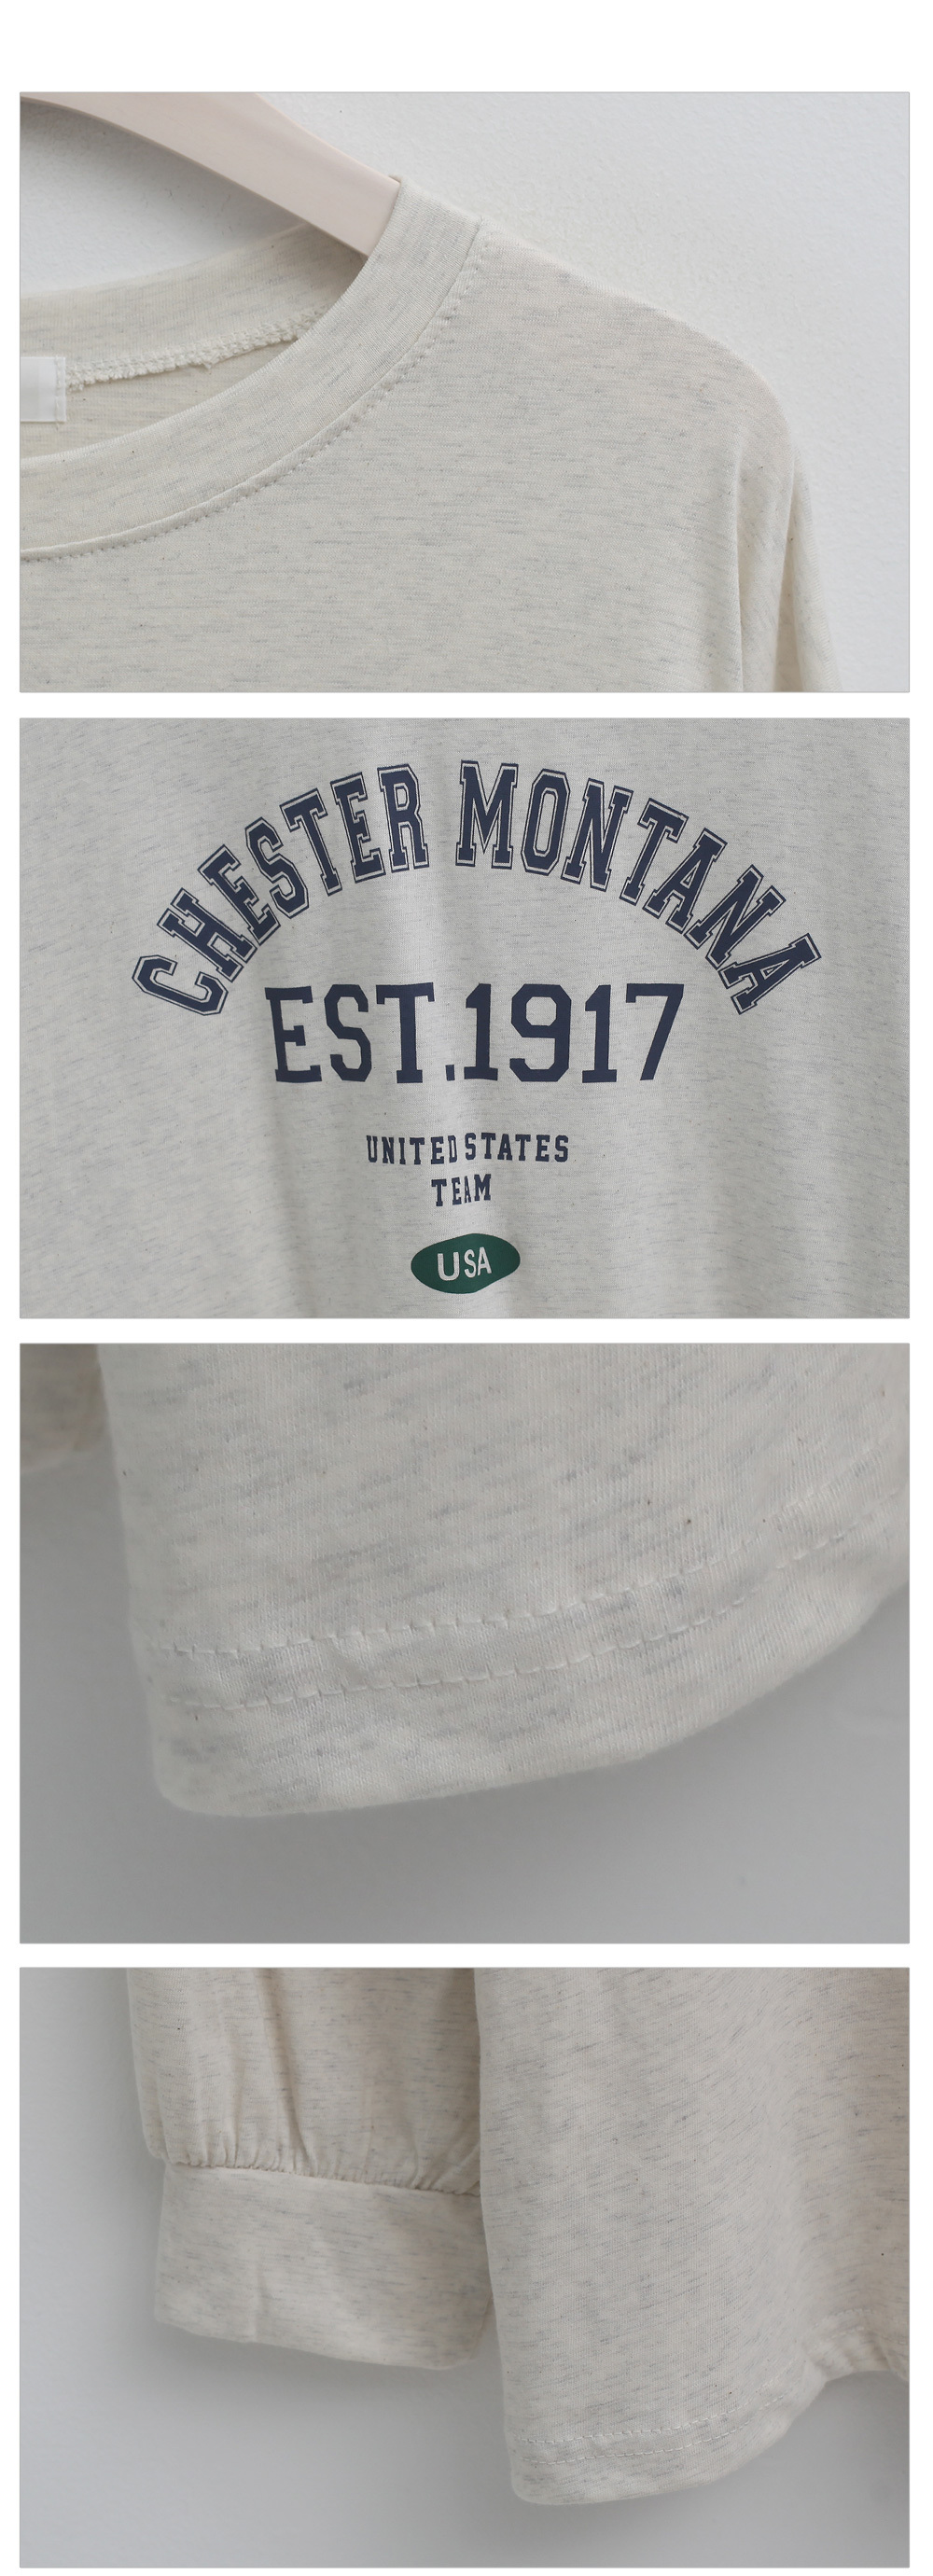 CHESTER MONTANA
EST.1917
UNITED STATES
TEAM
USA